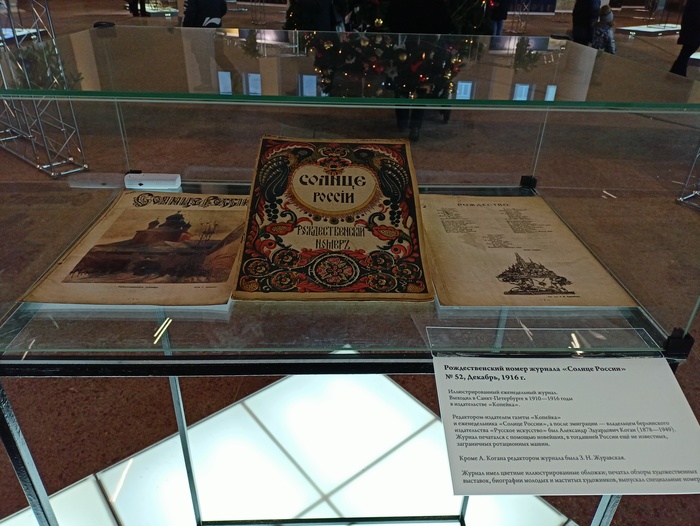 Солнце России
СОЛНЦЕ
РОССІИ
РОЖДЕСТВЕНСКІЙ
НОМЕРЪ
РОЖДЕСТВО
Рождественский номер журнала «Солнце России»
№ 52, Декабрь, 1916 г.
Иллюстрированный еженедельный журнал.
Выходил в Санкт-Петербурге в 1910—1916 годы
в издательстве «Копейка».
Редактором издателем газеты «Копейка»
и еженедельника «Солнце России», а после эмиграции — владельцем берлинского
издательства «Русское искусство» был Александр Эдуардович Коган (1878—1949).
Журнал печатался с помощью новейших, в тогдашней России ещё не известных,
заграничных ротационных машин.
Кроме А. Когана редактором журнала была З. Н. Журавская.
Журнал имел цветные иллюстрированные обложки, печатал обзоры художественных
выставок, биографии молодых и маститых художников, выпускал специальные номер